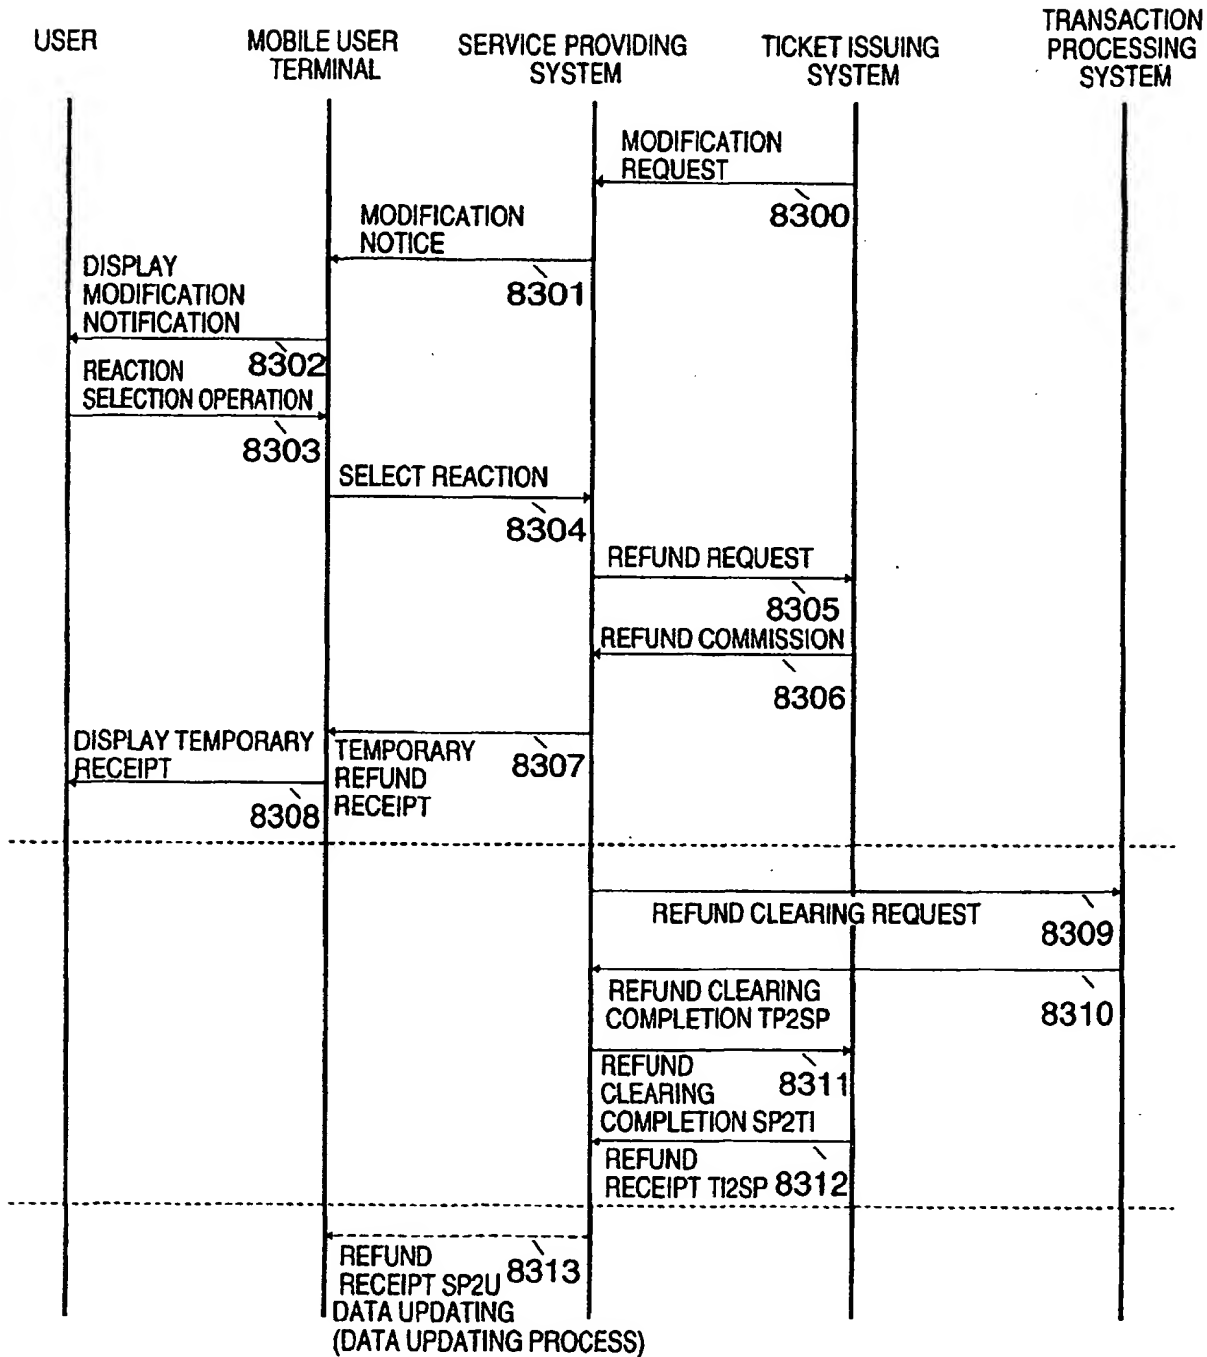 USER
MOBILE USER
TERMINAL
SERVICE PROVIDING
SYSTEM
TICKET ISSUING
SYSTEM
TRANSACTION
PROCESSING
SYSTEM
MODIFICATION
REQUEST
8300
MODIFICATION
NOTICE
8301
DISPLAY
MODIFICATION
NOTIFICATION
8302
REACTION
SELECTION OPERATION
8303
SELECT REACTION
8304
REFUND REQUEST
8305
REFUND COMMISSION
8306
TEMPORARY
REFUND
RECEIPT
8307
DISPLAY TEMPORARY
RECEIPT
8308
REFUND CLEARING REQUEST
8309
REFUND CLEARING
COMPLETION TP2SP
8310
REFUND
CLEARING
COMPLETION SP2TI
8311
REFUND
RECEIPT TI2SP
8312
REFUND
RECEIPT SP2U
8313
DATA UPDATING
(DATA UPDATING PROCESS)